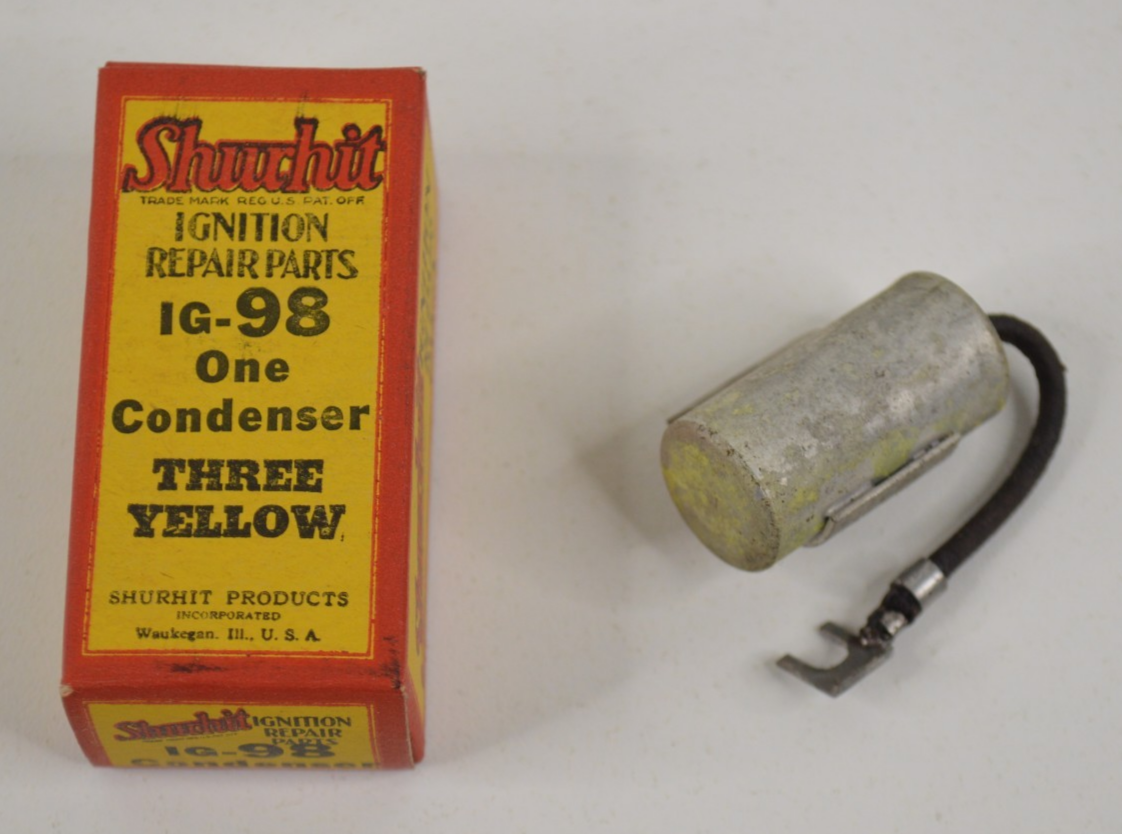 Shurhit
TRADE MARK REG U.S. PAT. OFF.
IGNITION
REPAIR PARTS
IG-98
One
Condenser
THREE
YELLOW
SHURHIT PRODUCTS
INCORPORATED
Waukegan. Ill., U. S. A.
Shurhit IGNITION
REPAIR
PARTS
IG-98
Condenser